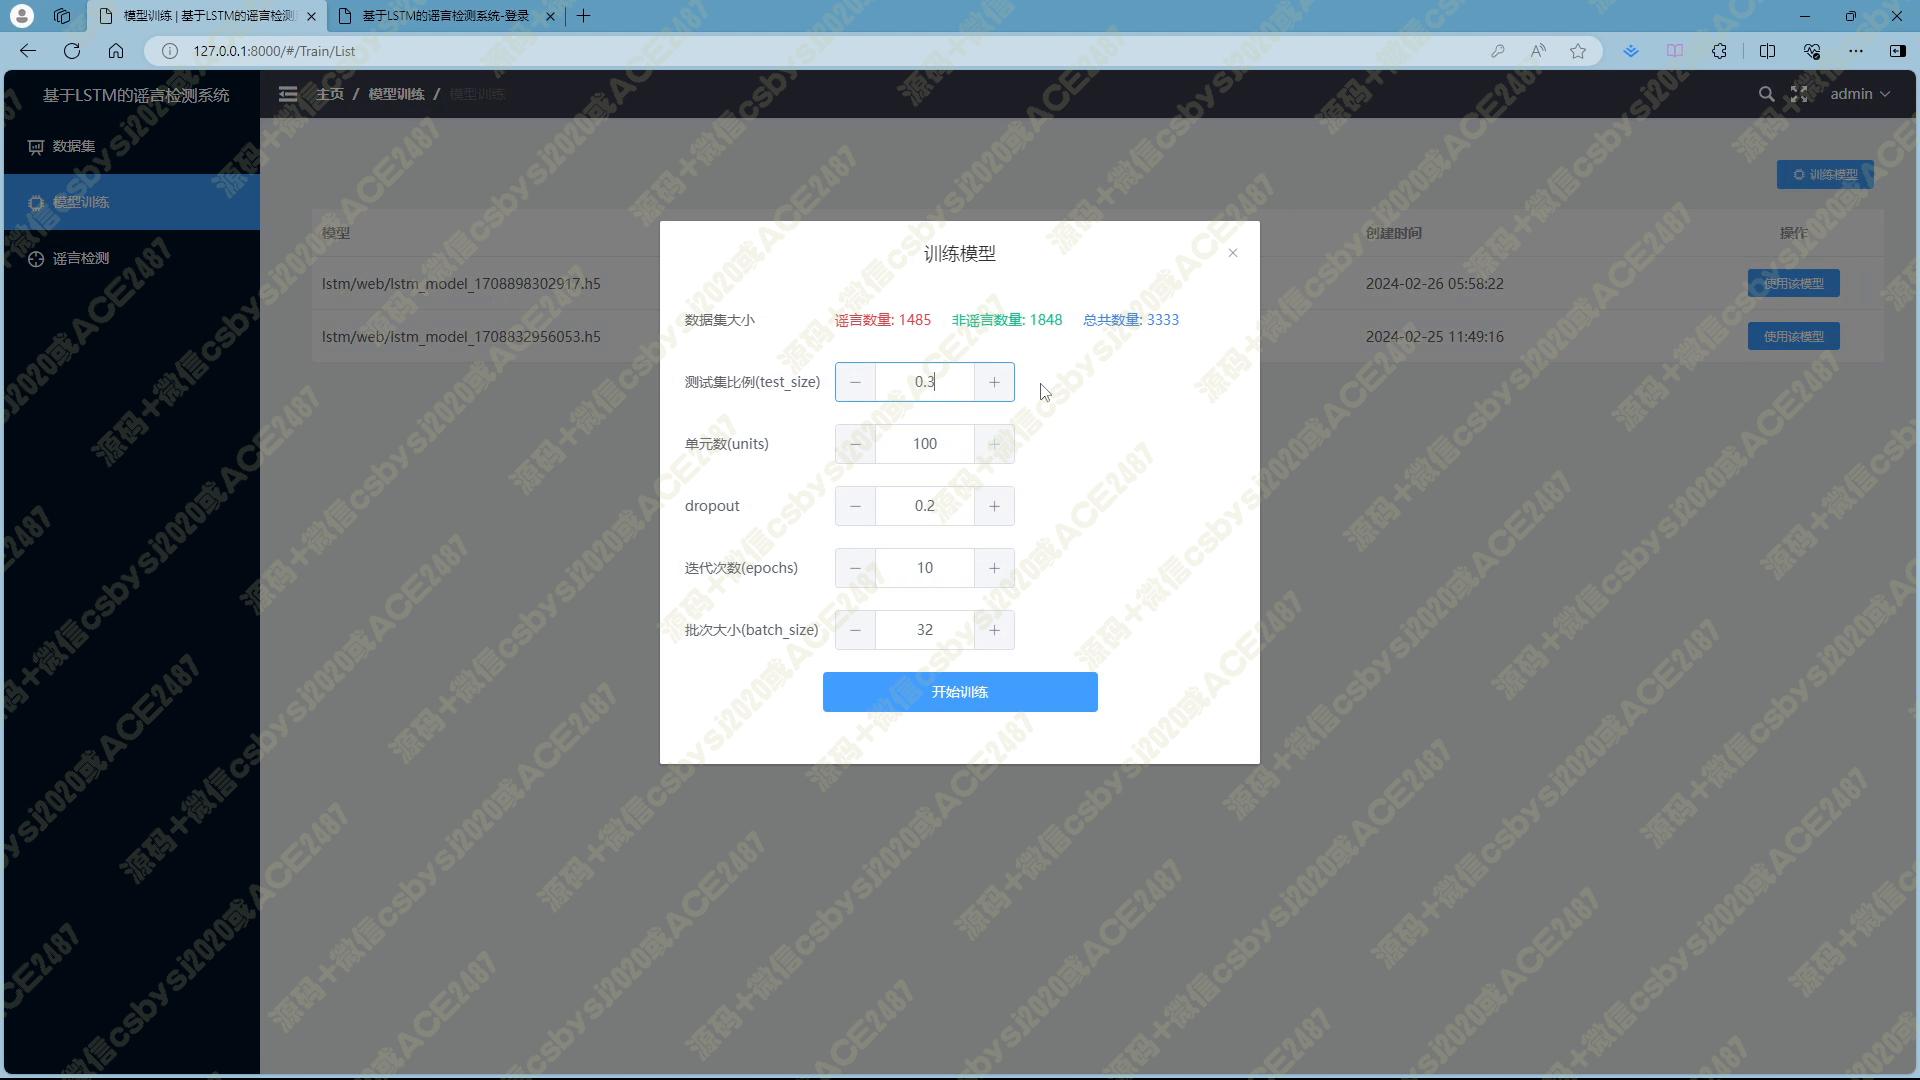 模型训练 | 基于LSTM的谣言检测
基于LSTM的谣言检测系统-登录
127.0.0.1:8000/#/Train/List
基于LSTM的谣言检测系统
主页 / 模型训练 / 模型训练
admin
数据集
模型训练
谣言检测
训练模型
模型
创建时间
操作
lstm/web/lstm_model_1708898302917.h5
2024-02-26 05:58:22
使用该模型
lstm/web/lstm_model_1708832956053.h5
2024-02-25 11:49:16
使用该模型
训练模型
数据集大小
谣言数量: 1485
非谣言数量: 1848
总共数量: 3333
测试集比例(test_size)
0.3
单元数(units)
100
dropout
0.2
迭代次数(epochs)
10
批次大小(batch_size)
32
开始训练
源码+微信csbysj2020或ACE2487